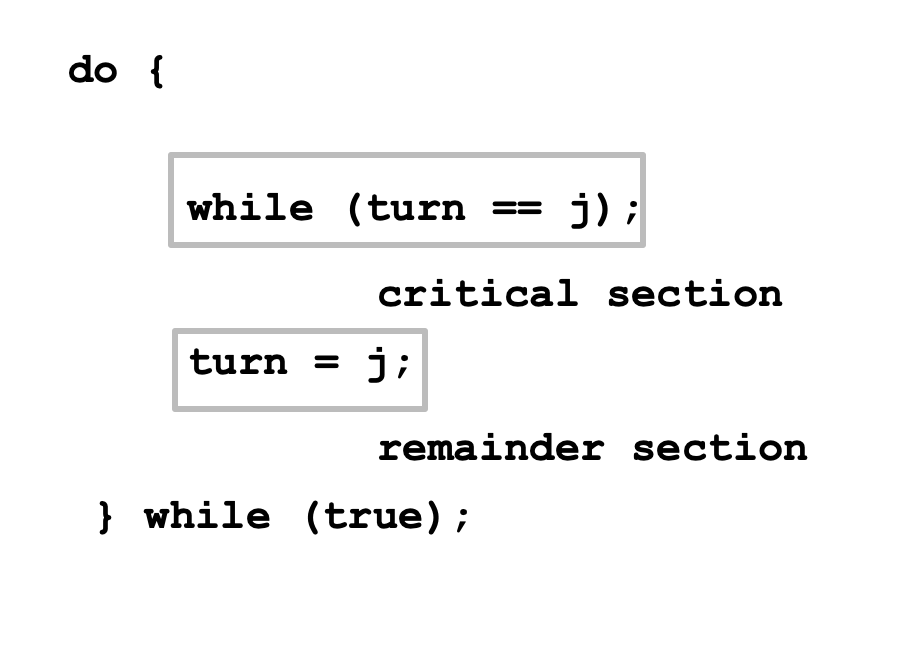 do {
while (turn == j);
critical section
turn = j;
remainder section
} while (true);